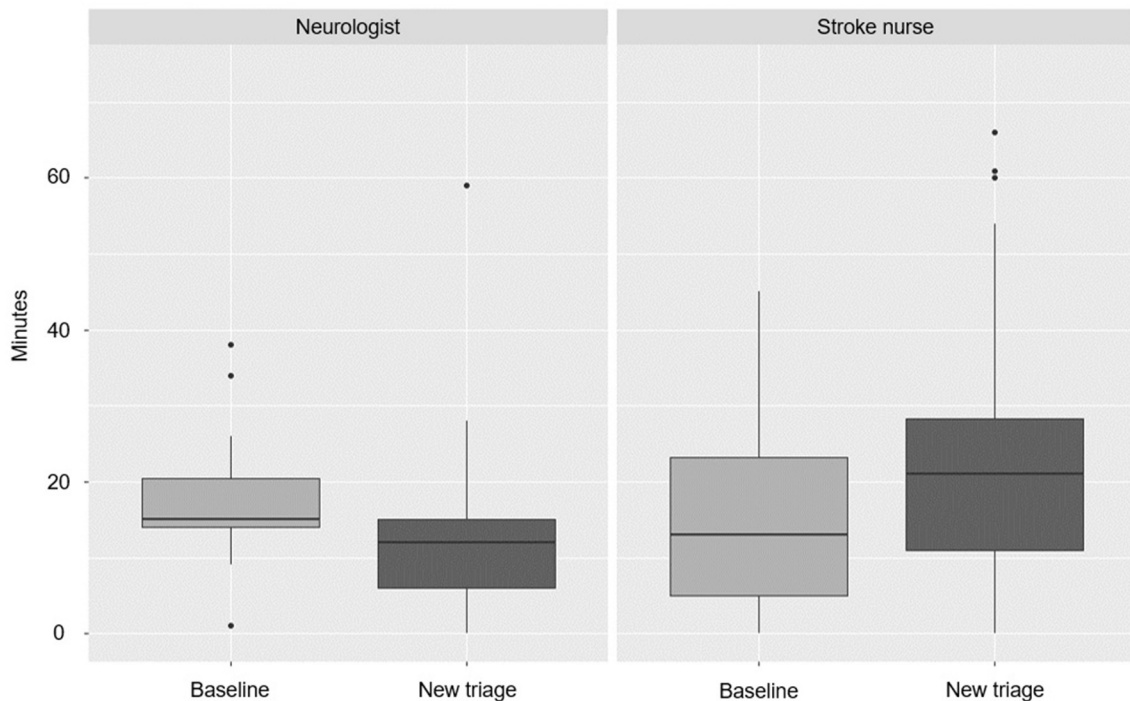 Neurologist
Stroke nurse
Minutes
60
40
20
0
Baseline
New triage
Baseline
New triage